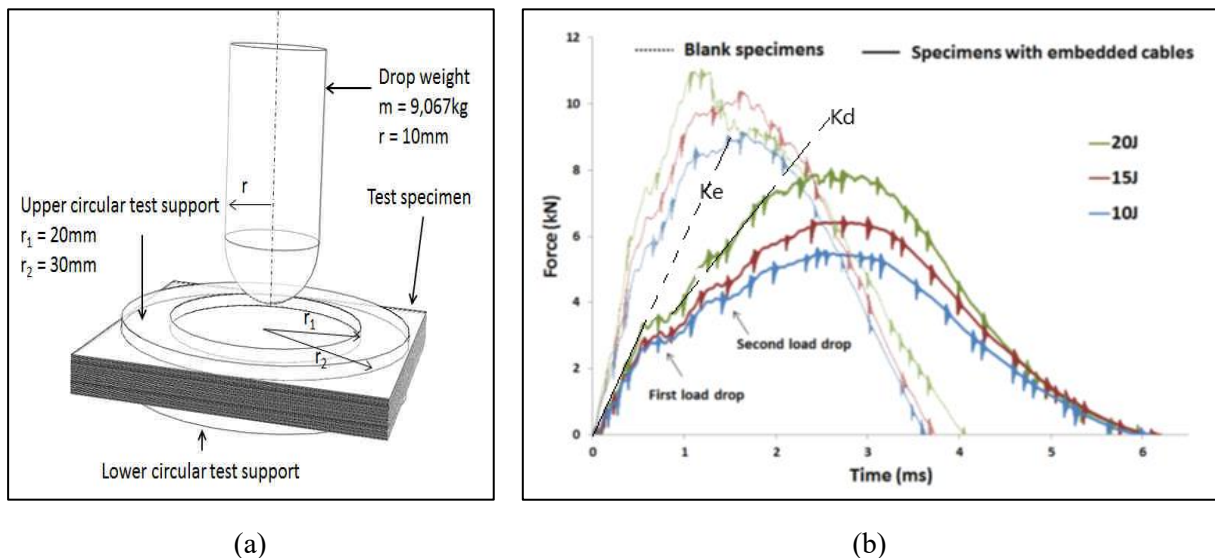 Drop weight
m = 9,067kg
r = 10mm
r
Test specimen
Upper circular test support
r₁ = 20mm
r₂ = 30mm
r₁
r₂
Lower circular test support
(a)
Blank specimens
Specimens with embedded cables
12
10
8
6
4
2
0
Force (kN)
Kd
Ke
20J
15J
10J
Second load drop
First load drop
0 1 2 3 4 5 6
Time (ms)
(b)